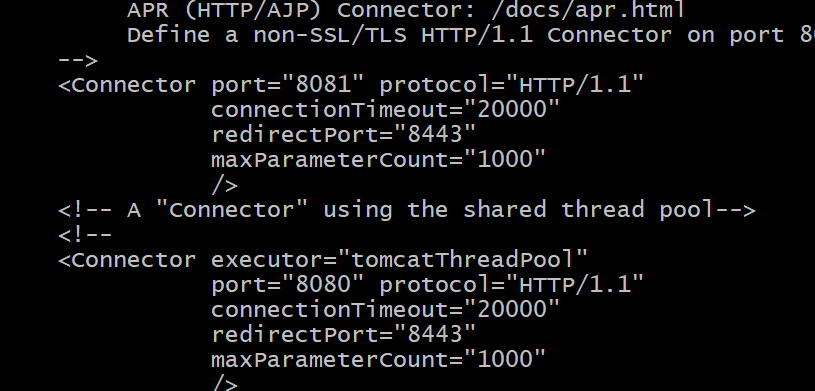 APR (HTTP/AJP) Connector: /docs/apr.html
Define a non-SSL/TLS HTTP/1.1 Connector on port
-->
<Connector port="8081" protocol="HTTP/1.1"
connectionTimeout="20000"
redirectPort="8443"
maxParameterCount="1000"
/>
<!-- A "Connector" using the shared thread pool-->
<!--
<Connector executor="tomcatThreadPool"
port="8080" protocol="HTTP/1.1"
connectionTimeout="20000"
redirectPort="8443"
maxParameterCount="1000"
/>